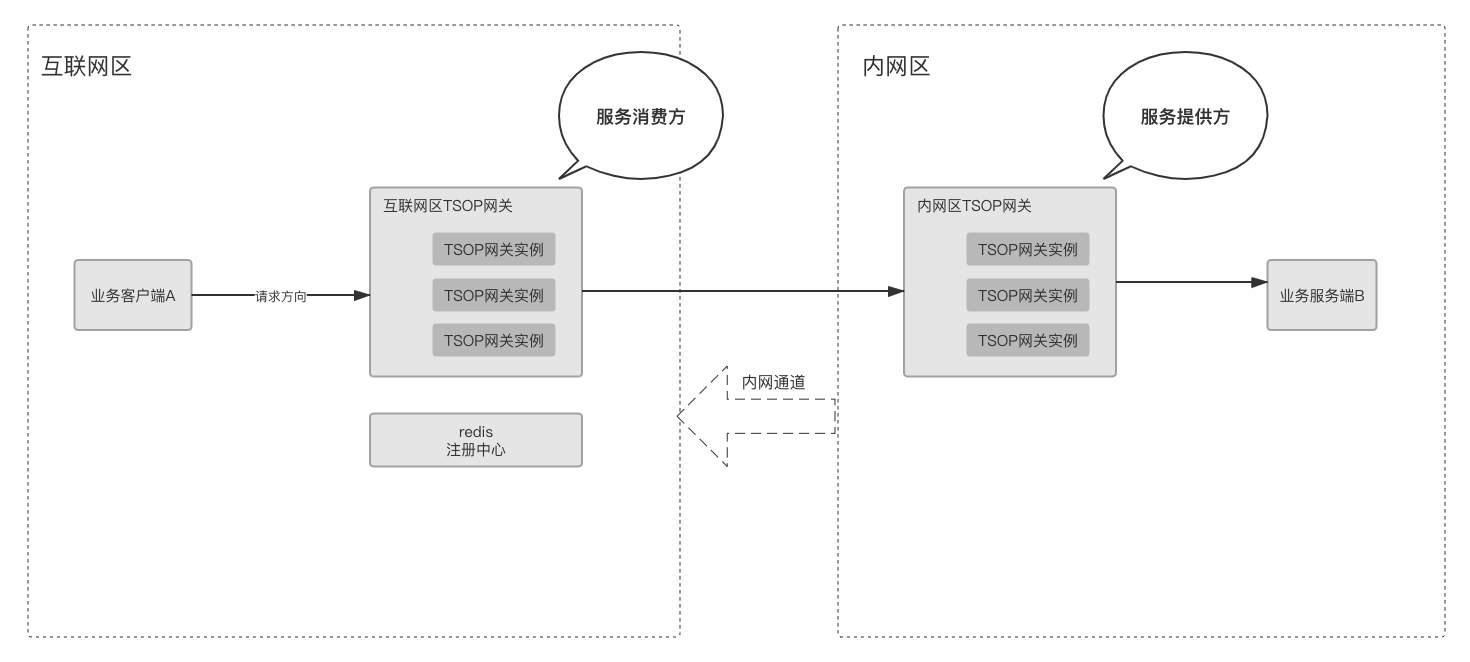 互联网区
服务消费方
互联网区TSOP网关
TSOP网关实例
TSOP网关实例
TSOP网关实例
业务客户端A
请求方向
redis
注册中心
内网通道
内网区
服务提供方
内网区TSOP网关
TSOP网关实例
TSOP网关实例
TSOP网关实例
业务服务端B